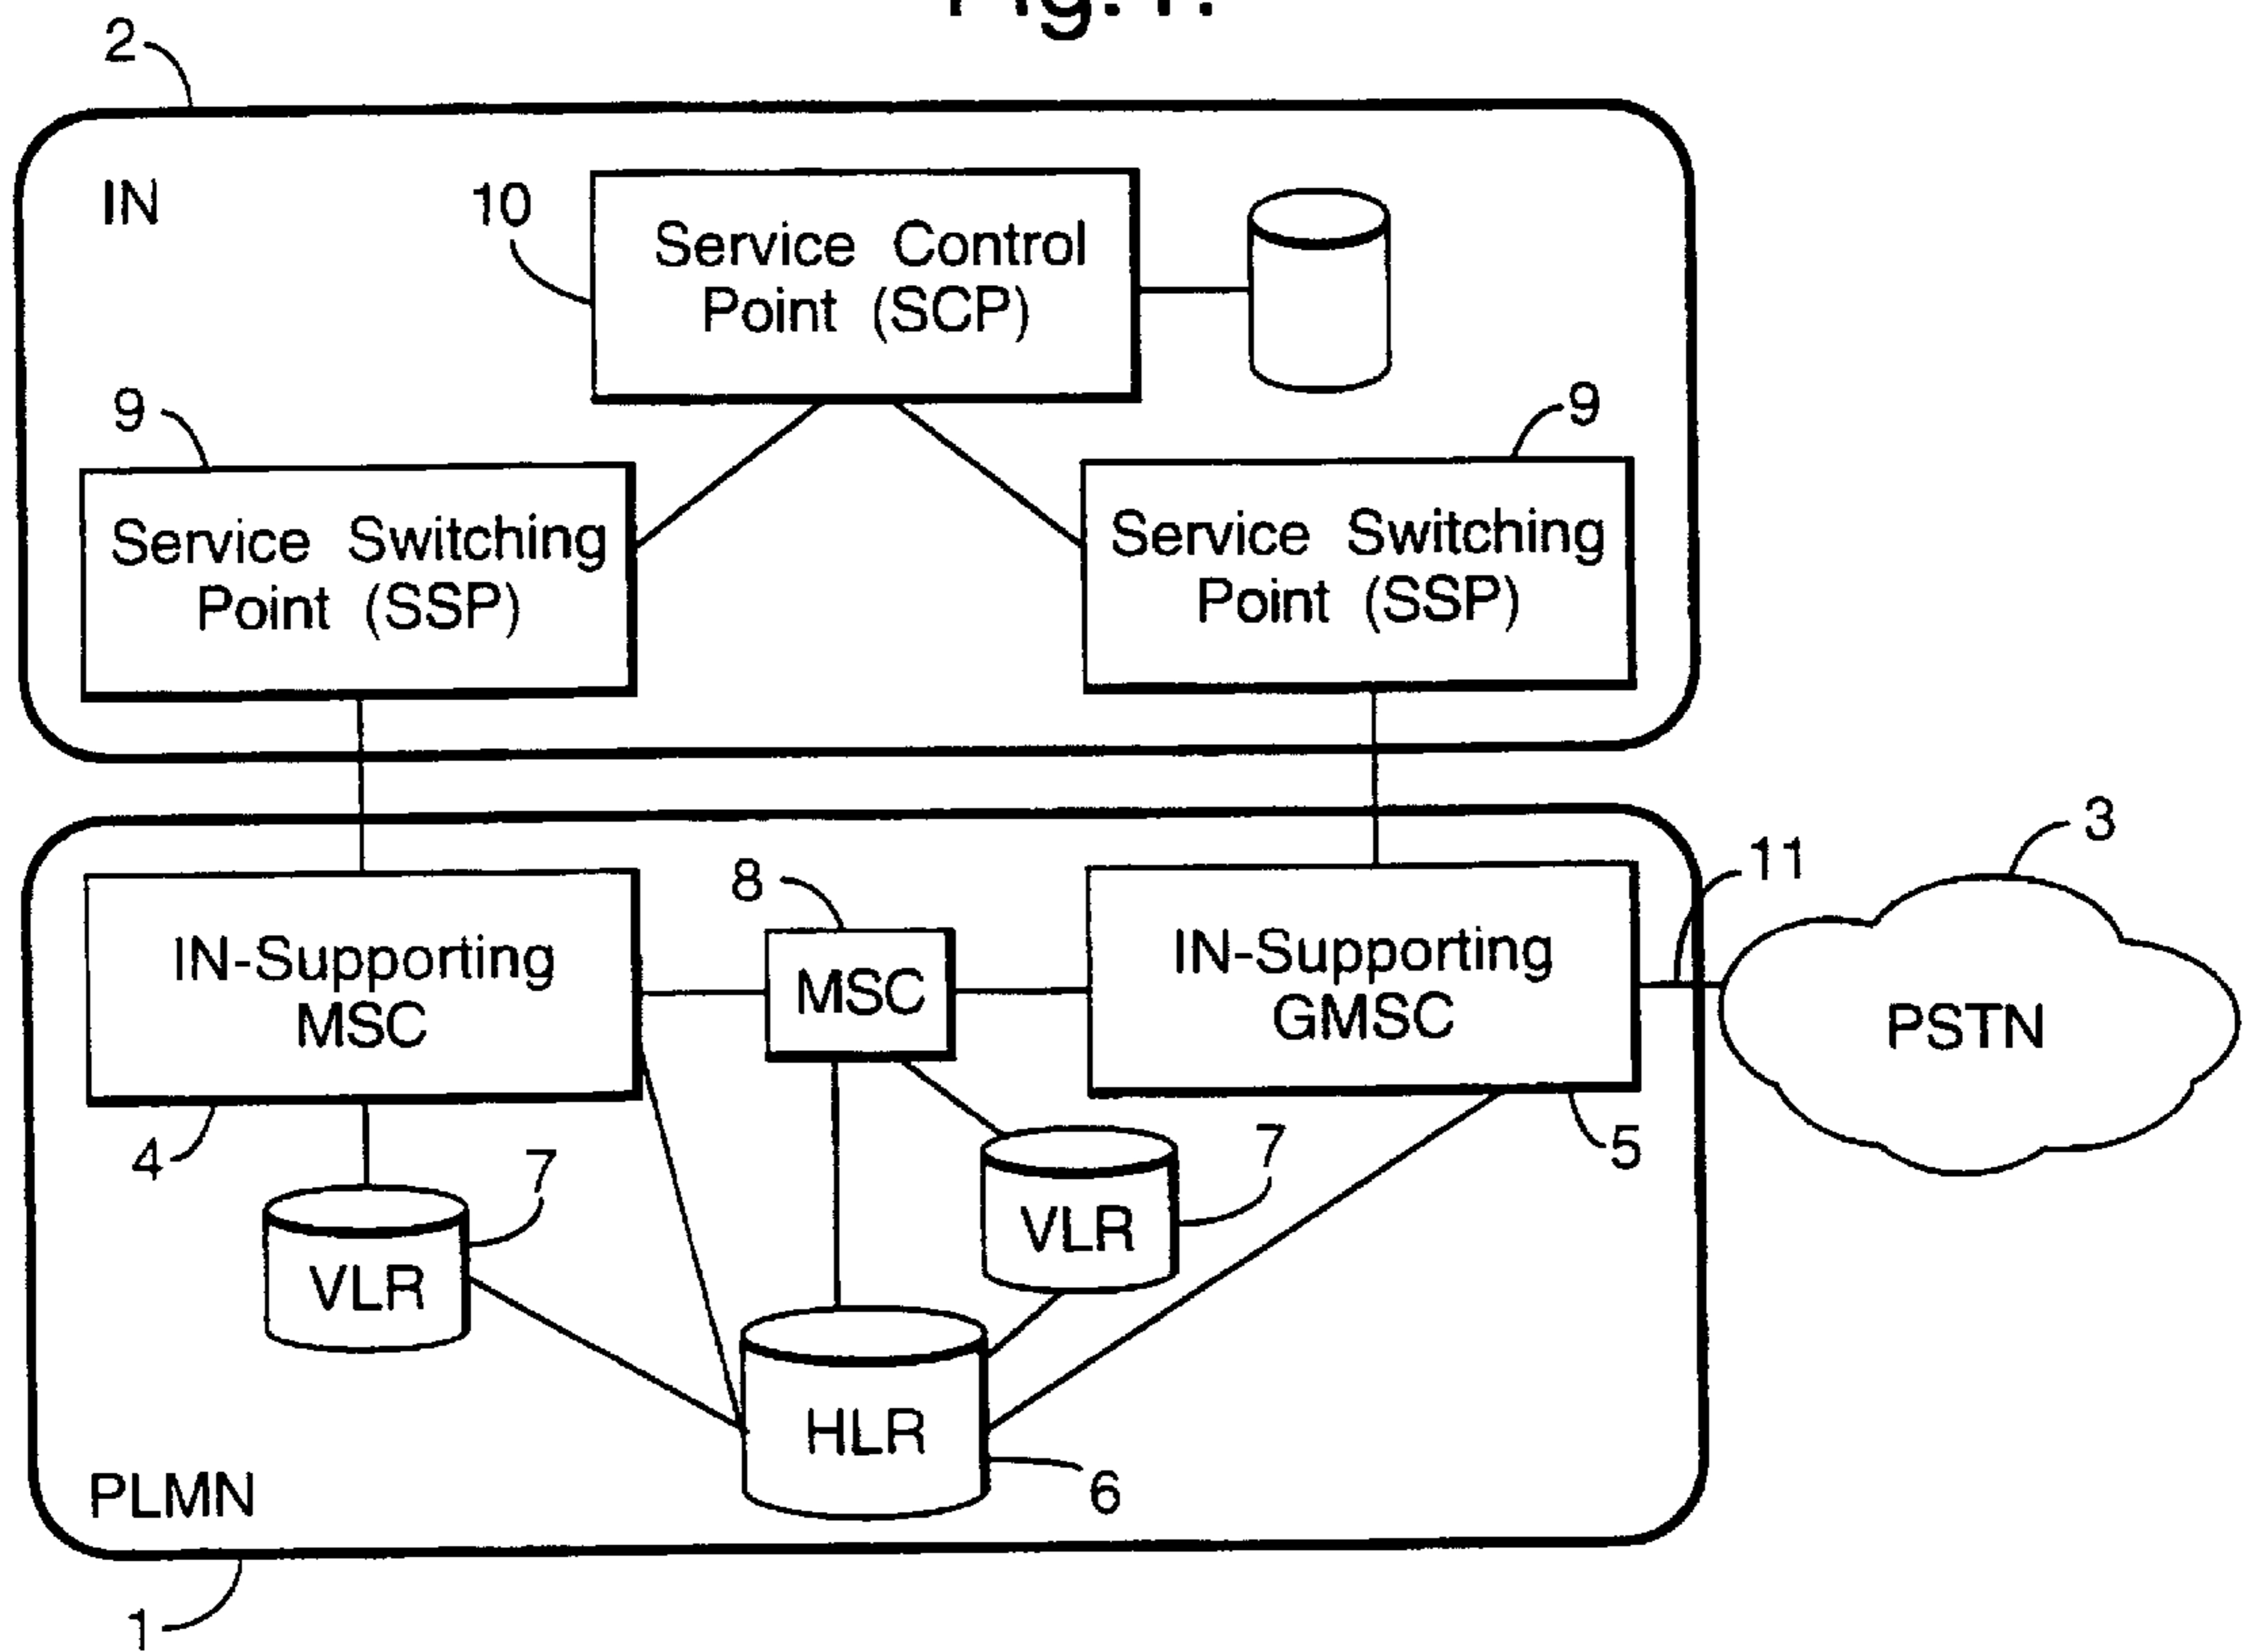 Fig.1.
2
IN
10
Service Control
Point (SCP)
9
9
Service Switching
Point (SSP)
Service Switching
Point (SSP)
3
11
8
IN-Supporting
MSC
MSC
IN-Supporting
GMSC
PSTN
4
7
7
5
VLR
VLR
HLR
6
PLMN
1